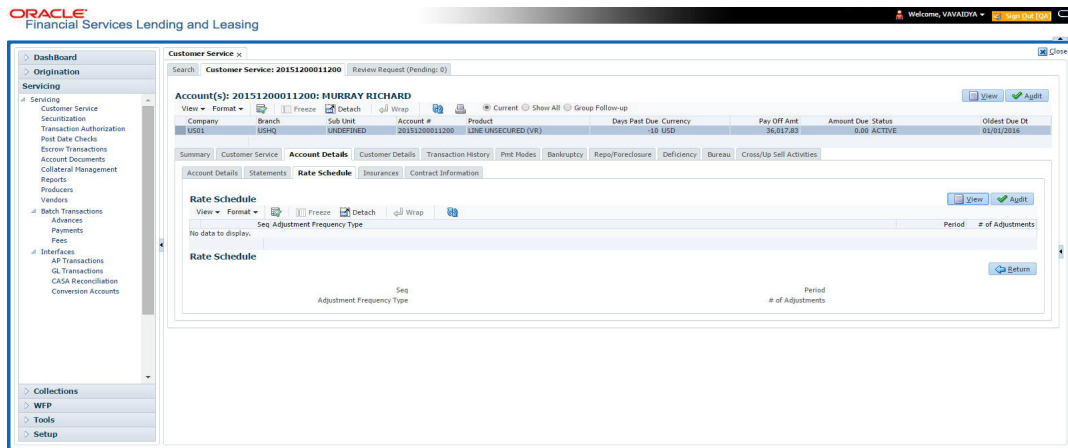 ORACLE
Financial Services Lending and Leasing
Welcome, VAVAIDYA
Sign Out [QA]
Close
DashBoard
Origination
Servicing
Servicing
Customer Service
Securitization
Transaction Authorization
Post Date Checks
Escrow Transactions
Account Documents
Collateral Management
Reports
Producers
Vendors
Batch Transactions
Advances
Payments
Fees
Interfaces
AP Transactions
GL Transactions
CASA Reconciliation
Conversion Accounts
Collections
WFP
Tools
Setup
Customer Service
Search Customer Service: 20151200011200 Review Request (Pending: 0)
Account(s): 20151200011200: MURRAY RICHARD
View Audit
View Format Freeze Detach Wrap Current Show All Group Follow-up
Company Branch Sub Unit Account # Product Days Past Due Currency Pay Off Amt Amount Due Status Oldest Due Dt
US01 USHQ UNDEFINED 20151200011200 LINE UNSECURED (VR) -10 USD 36,017.83 0.00 ACTIVE 01/01/2016
Summary Customer Service Account Details Customer Details Transaction History Pmt Modes Bankruptcy Repo/Foreclosure Deficiency Bureau Cross/Up Sell Activities
Account Details Statements Rate Schedule Insurances Contract Information
Rate Schedule
View Audit
View Format Freeze Detach Wrap
Seq Adjustment Frequency Type Period # of Adjustments
No data to display.
Rate Schedule
Return
Seq Period
Adjustment Frequency Type # of Adjustments